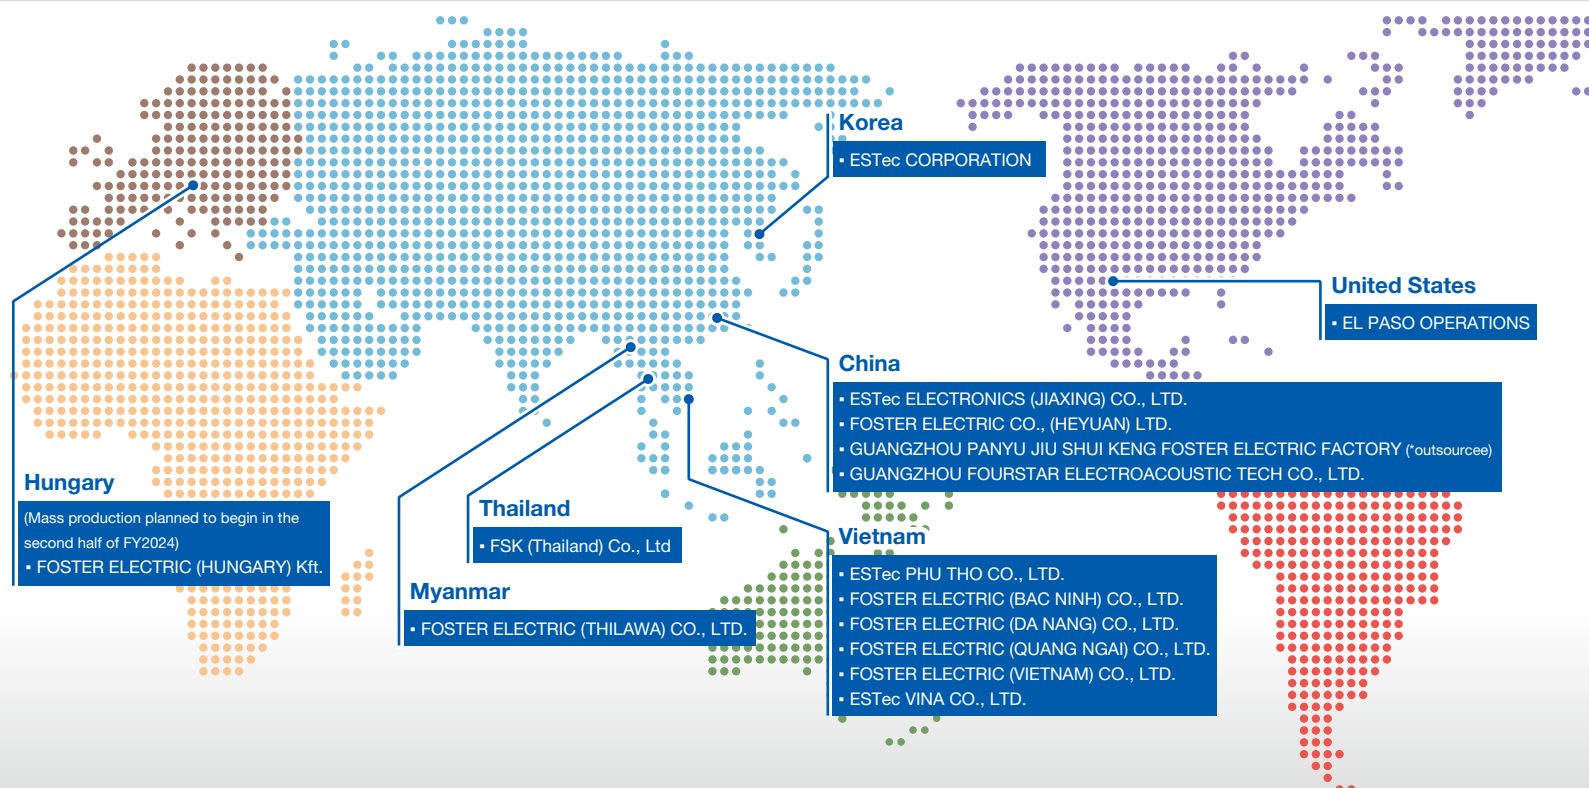 Korea
▪ ESTec CORPORATION
United States
▪ EL PASO OPERATIONS
China
▪ ESTec ELECTRONICS (JIAXING) CO., LTD.
▪ FOSTER ELECTRIC CO., (HEYUAN) LTD.
▪ GUANGZHOU PANYU JIU SHUI KENG FOSTER ELECTRIC FACTORY (*outsourcee)
▪ GUANGZHOU FOURSTAR ELECTROACOUSTIC TECH CO., LTD.
Hungary
(Mass production planned to begin in the
second half of FY2024)
▪ FOSTER ELECTRIC (HUNGARY) Kft.
Thailand
▪ FSK (Thailand) Co., Ltd
Myanmar
▪ FOSTER ELECTRIC (THILAWA) CO., LTD.
Vietnam
▪ ESTec PHU THO CO., LTD.
▪ FOSTER ELECTRIC (BAC NINH) CO., LTD.
▪ FOSTER ELECTRIC (DA NANG) CO., LTD.
▪ FOSTER ELECTRIC (QUANG NGAI) CO., LTD.
▪ FOSTER ELECTRIC (VIETNAM) CO., LTD.
▪ ESTec VINA CO., LTD.